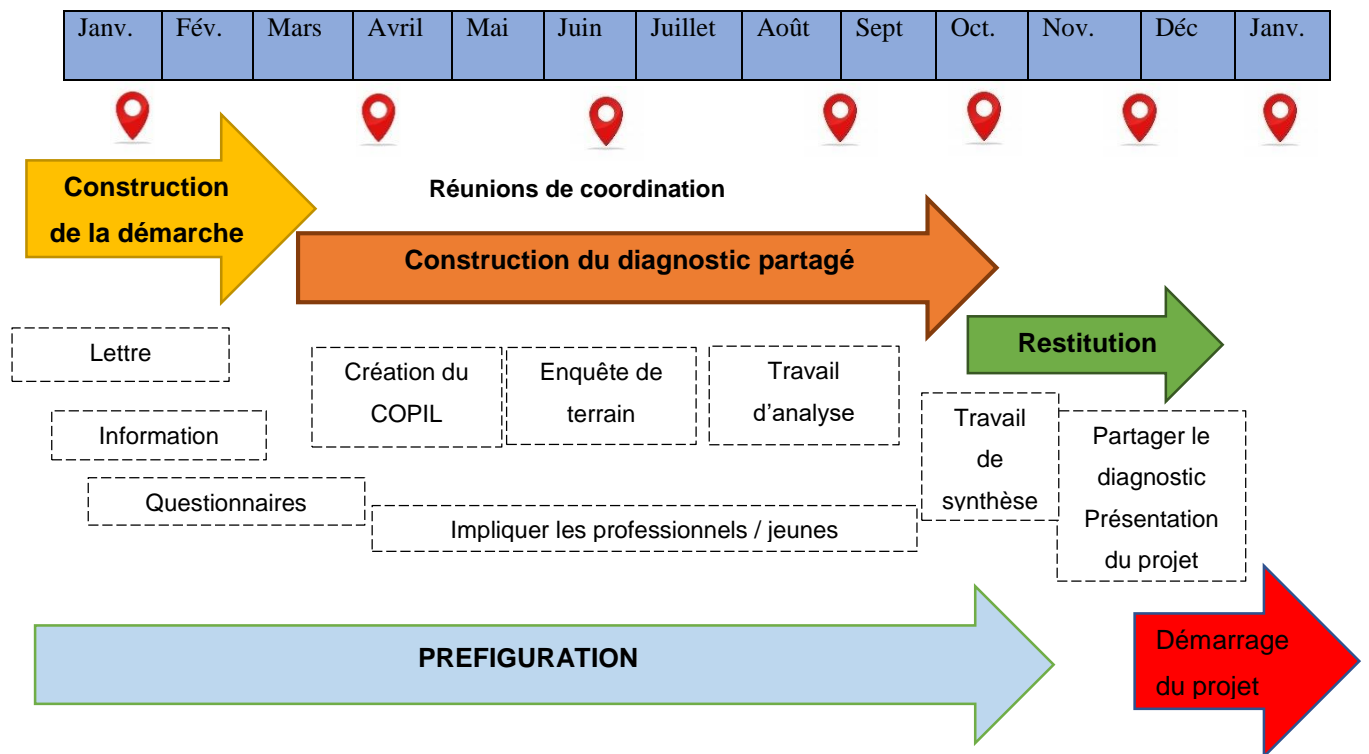 Janv. Fév. Mars Avril Mai Juin Juillet Août Sept Oct. Nov. Déc Janv.
Construction
de la démarche
Réunions de coordination
Construction du diagnostic partagé
Restitution
Lettre
Information
Questionnaires
Création du
COPIL
Enquête de
terrain
Travail
d'analyse
Impliquer les professionnels / jeunes
Travail
de
synthèse
Partager le
diagnostic
Présentation
du projet
PREFIGURATION
Démarrage
du projet